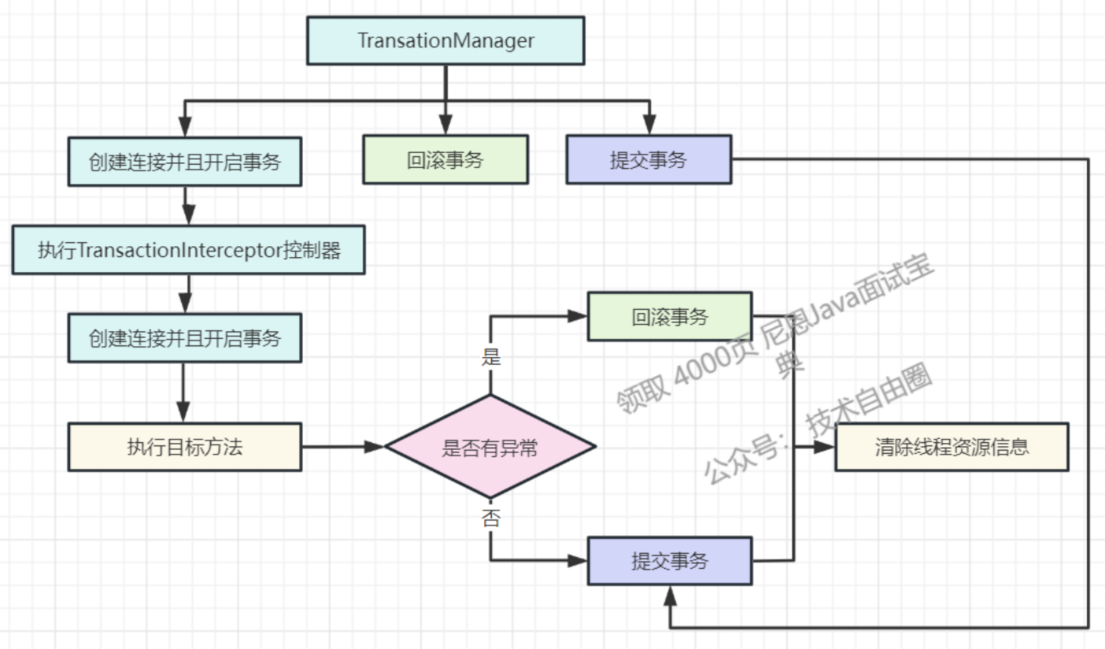 TransationManager
创建连接并且开启事务
回滚事务
提交事务
执行TransactionInterceptor控制器
创建连接并且开启事务
执行目标方法
是否有异常
是
否
回滚事务
提交事务
清除线程资源信息
领取 4000页 尼恩Java面试宝
典
公众号：技术自由圈